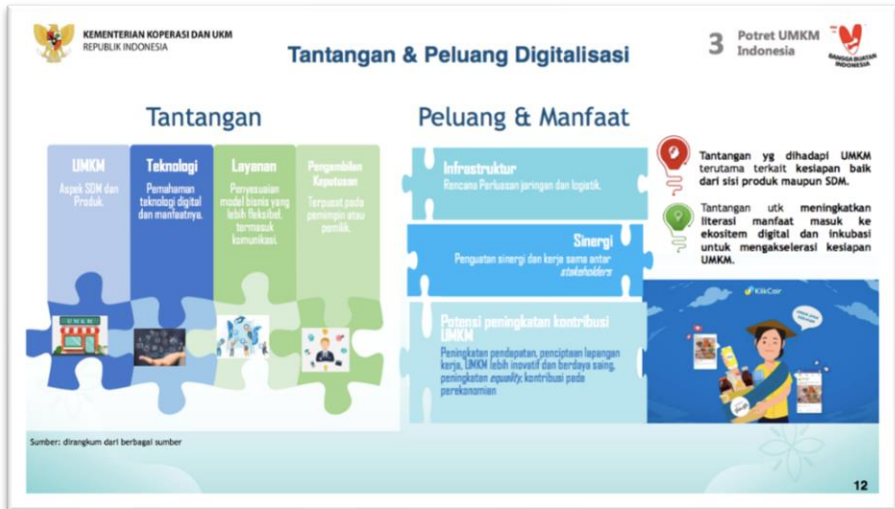 KEMENTERIAN KOPERASI DAN UKM
REPUBLIK INDONESIA
Tantangan & Peluang Digitalisasi
3
Potret UMKM
Indonesia
BANGGA BUATAN
INDONESIA
Tantangan
UMKM
Aspek SDM dan
Produk.
Teknologi
Pemahaman
teknologi digital
dan manfaatnya.
Layanan
Penyesuaian
model bisnis yang
lebih fleksibel,
termasuk
komunikasi.
Pengambilan
Keputusan
Terpusat pada
pemimpin atau
pemilik.
UMKM
Peluang & Manfaat
Infrastruktur
Rencana Perluasan jaringan dan logistik.
Sinergi
Penguatan sinergi dan kerja sama antar
stakeholders
Potensi peningkatan kontribusi
UMKM
Peningkatan pendapatan, penciptaan lapangan
kerja, UMKM lebih inovatif dan berdaya saing,
peningkatan equality, kontribusi pada
perekonomian
Tantangan yg dihadapi UMKM
terutama terkait kesiapan baik
dari sisi produk maupun SDM.
Tantangan utk meningkatkan
literasi manfaat masuk ke
ekositem digital dan inkubasi
untuk mengakselerasi kesiapan
UMKM.
KlikCair
Sumber: dirangkum dari berbagai sumber
12